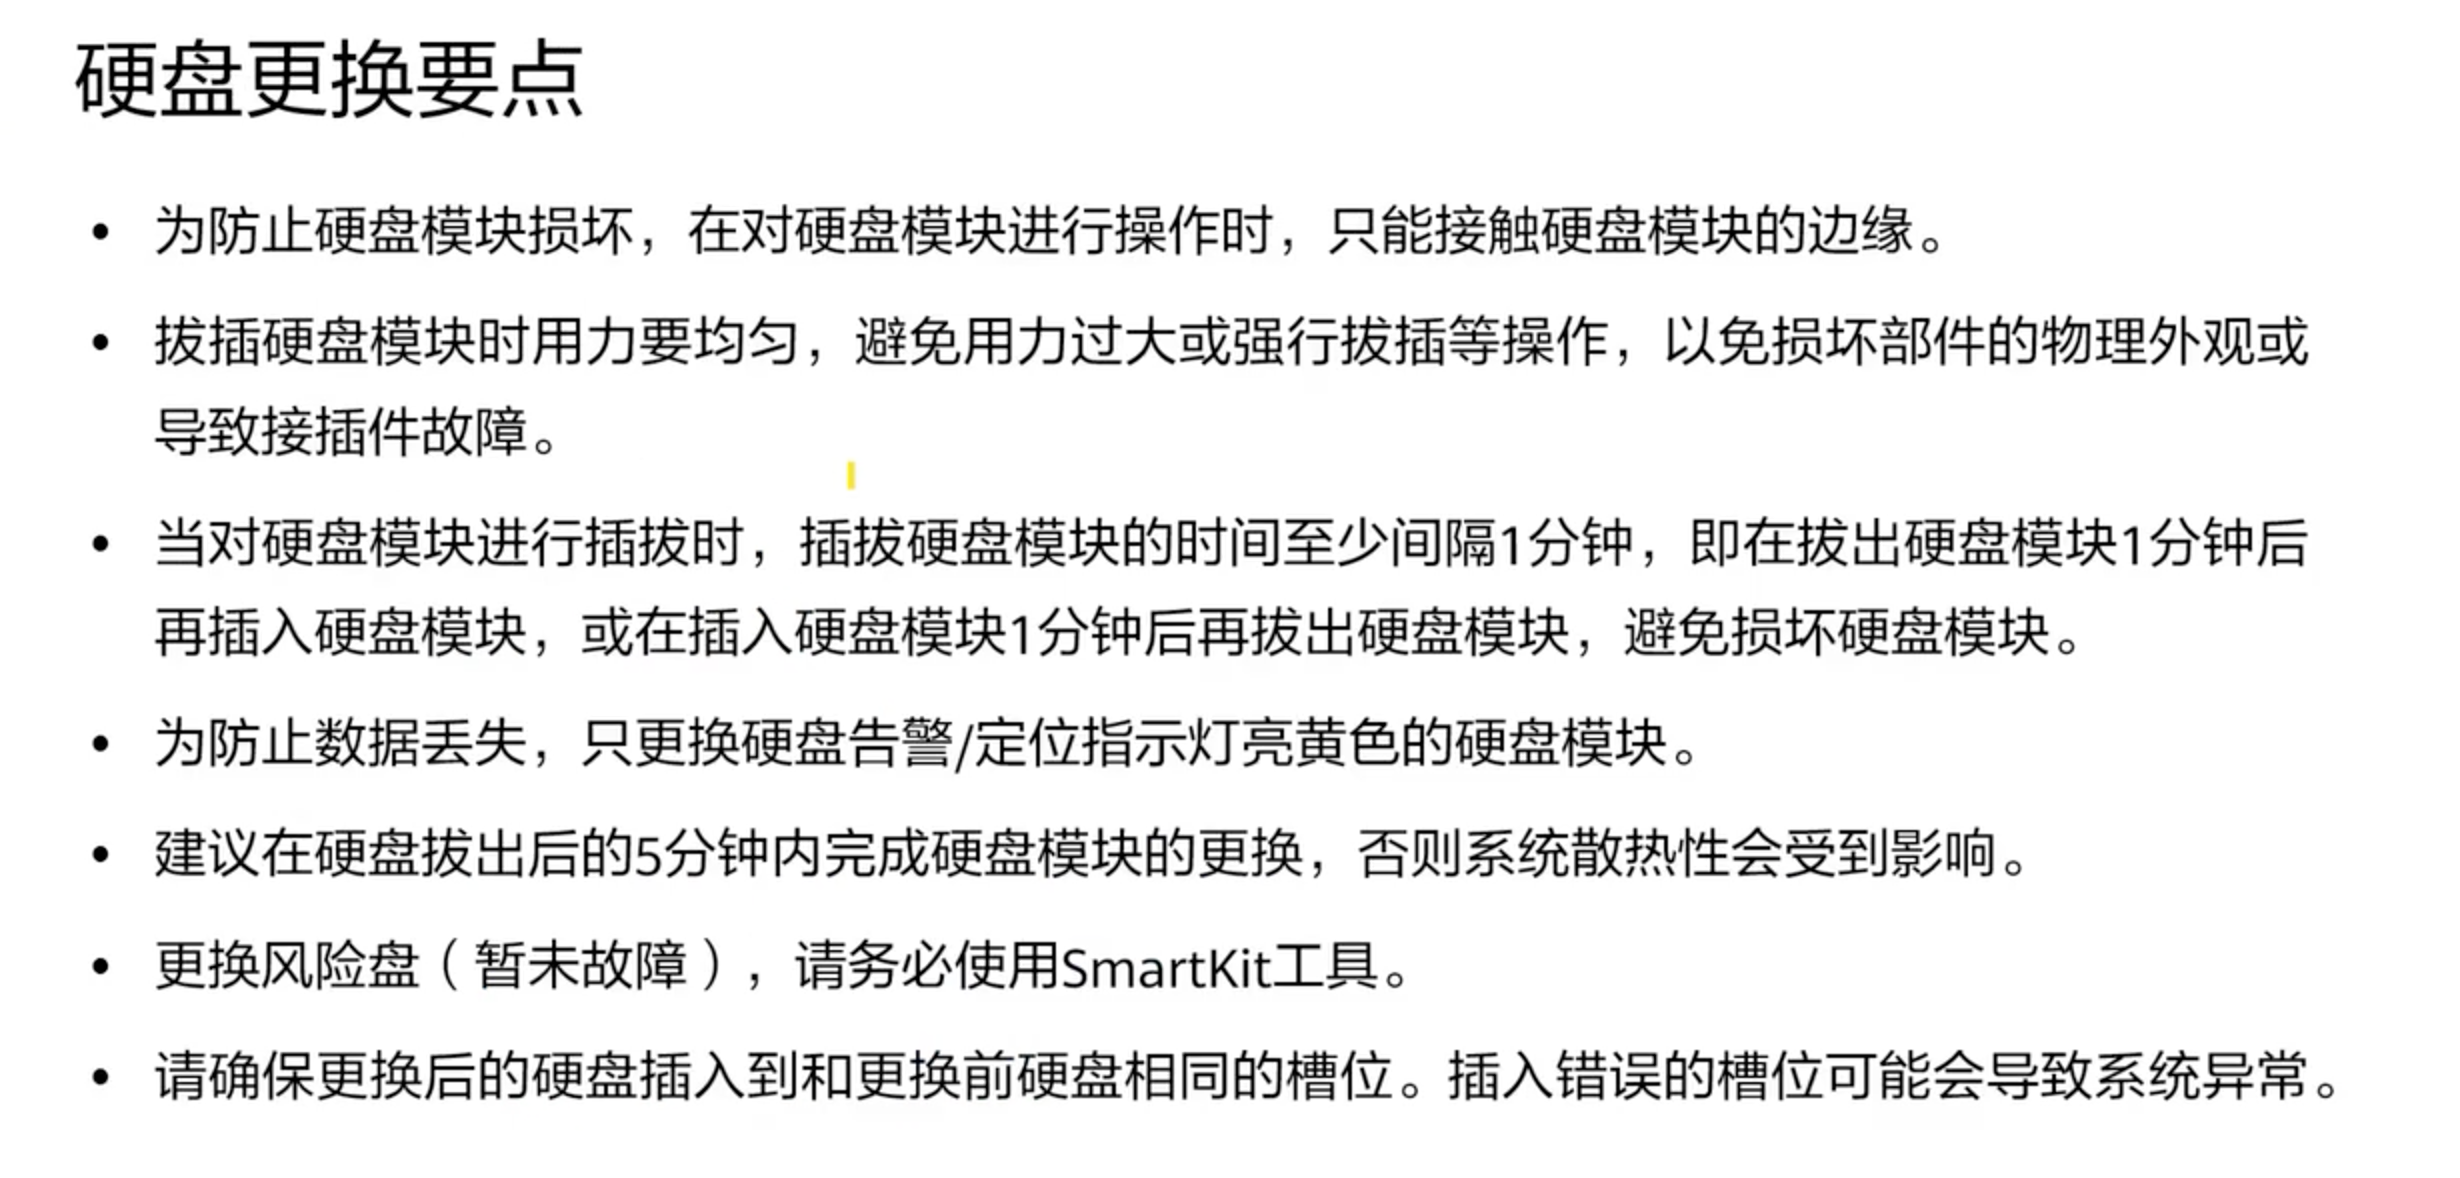 硬盘更换要点
• 为防止硬盘模块损坏，在对硬盘模块进行操作时，只能接触硬盘模块的边缘。
• 拔插硬盘模块时用力要均匀，避免用力过大或强行拔插等操作，以免损坏部件的物理外观或
导致接插件故障。
• 当对硬盘模块进行插拔时，插拔硬盘模块的时间至少间隔1分钟，即在拔出硬盘模块1分钟后
再插入硬盘模块，或在插入硬盘模块1分钟后再拔出硬盘模块，避免损坏硬盘模块。
• 为防止数据丢失，只更换硬盘告警/定位指示灯亮黄色的硬盘模块。
• 建议在硬盘拔出后的5分钟内完成硬盘模块的更换，否则系统散热性会受到影响。
• 更换风险盘（暂未故障），请务必使用SmartKit工具。
• 请确保更换后的硬盘插入到和更换前硬盘相同的槽位。插入错误的槽位可能会导致系统异常。